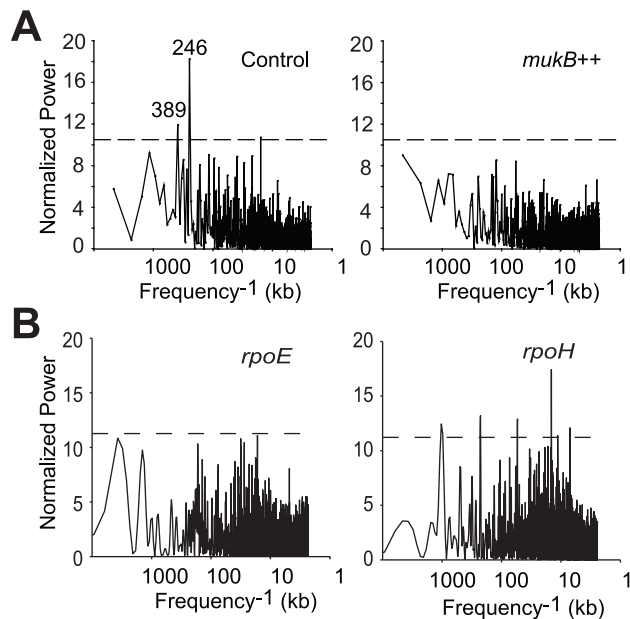 A
Normalized Power
20
16
12
8
4
0
389
246
Control
1000 100 10 1
Frequency-1 (kb)
20
16
12
8
4
0
mukB++
1000 100 10 1
Frequency-1 (kb)
B
Normalized Power
20
15
10
5
0
rpoE
1000 100 10 1
Frequency-1 (kb)
20
15
10
5
0
rpoH
1000 100 10 1
Frequency-1 (kb)